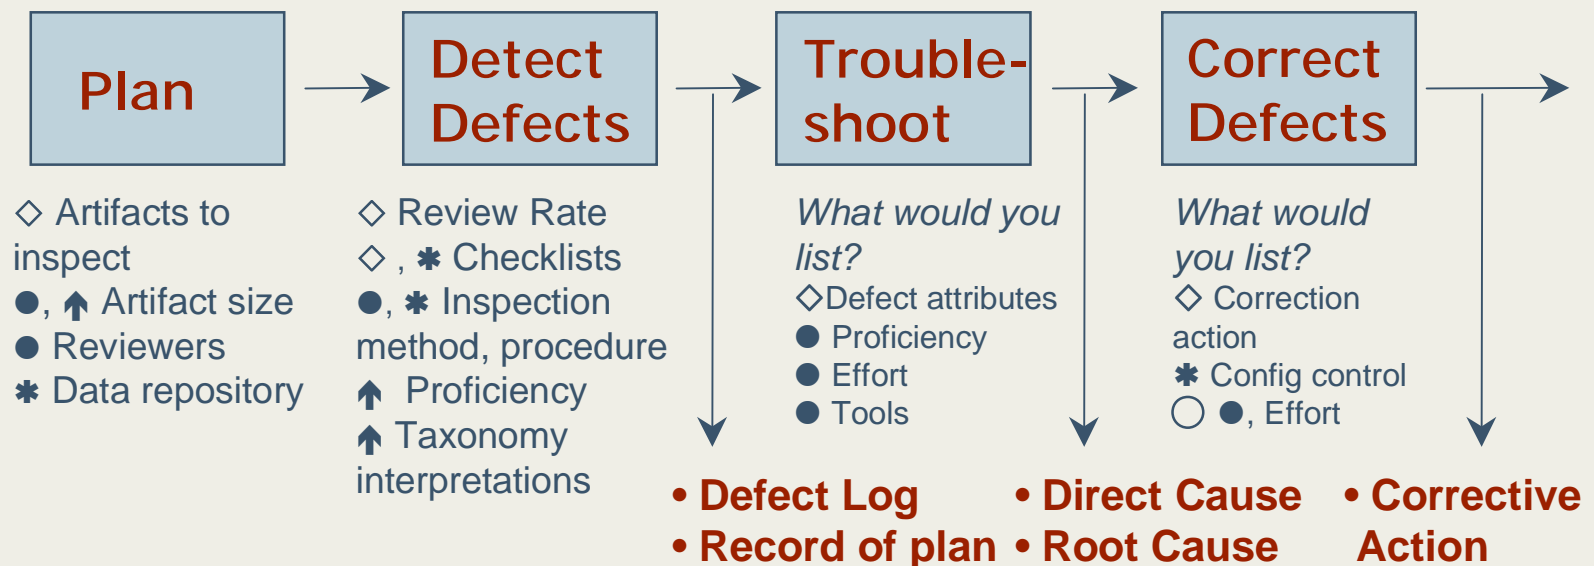 Plan
Detect
Defects
Trouble-
shoot
Correct
Defects
◇ Artifacts to
inspect
●, ↑ Artifact size
● Reviewers
✱ Data repository
◇ Review Rate
◇ , ✱ Checklists
●, ✱ Inspection
method, procedure
↑ Proficiency
↑ Taxonomy
interpretations
What would you
list?
◇Defect attributes
● Proficiency
● Effort
● Tools
What would
you list?
◇ Correction
action
✱ Config control
○ ●, Effort
• Defect Log
• Record of plan
• Direct Cause
• Root Cause
• Corrective
Action